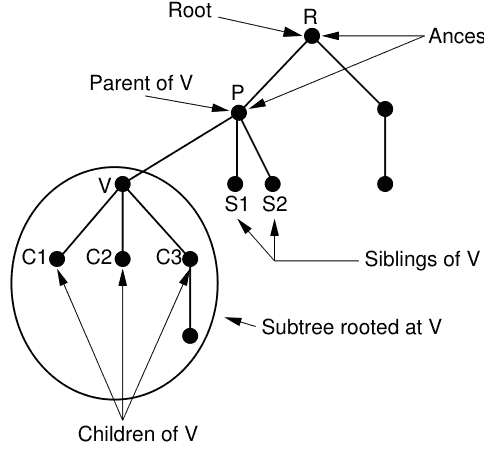 Root
R
Ances
Parent of V
P
V
S1 S2
C1 C2 C3
Siblings of V
Subtree rooted at V
Children of V